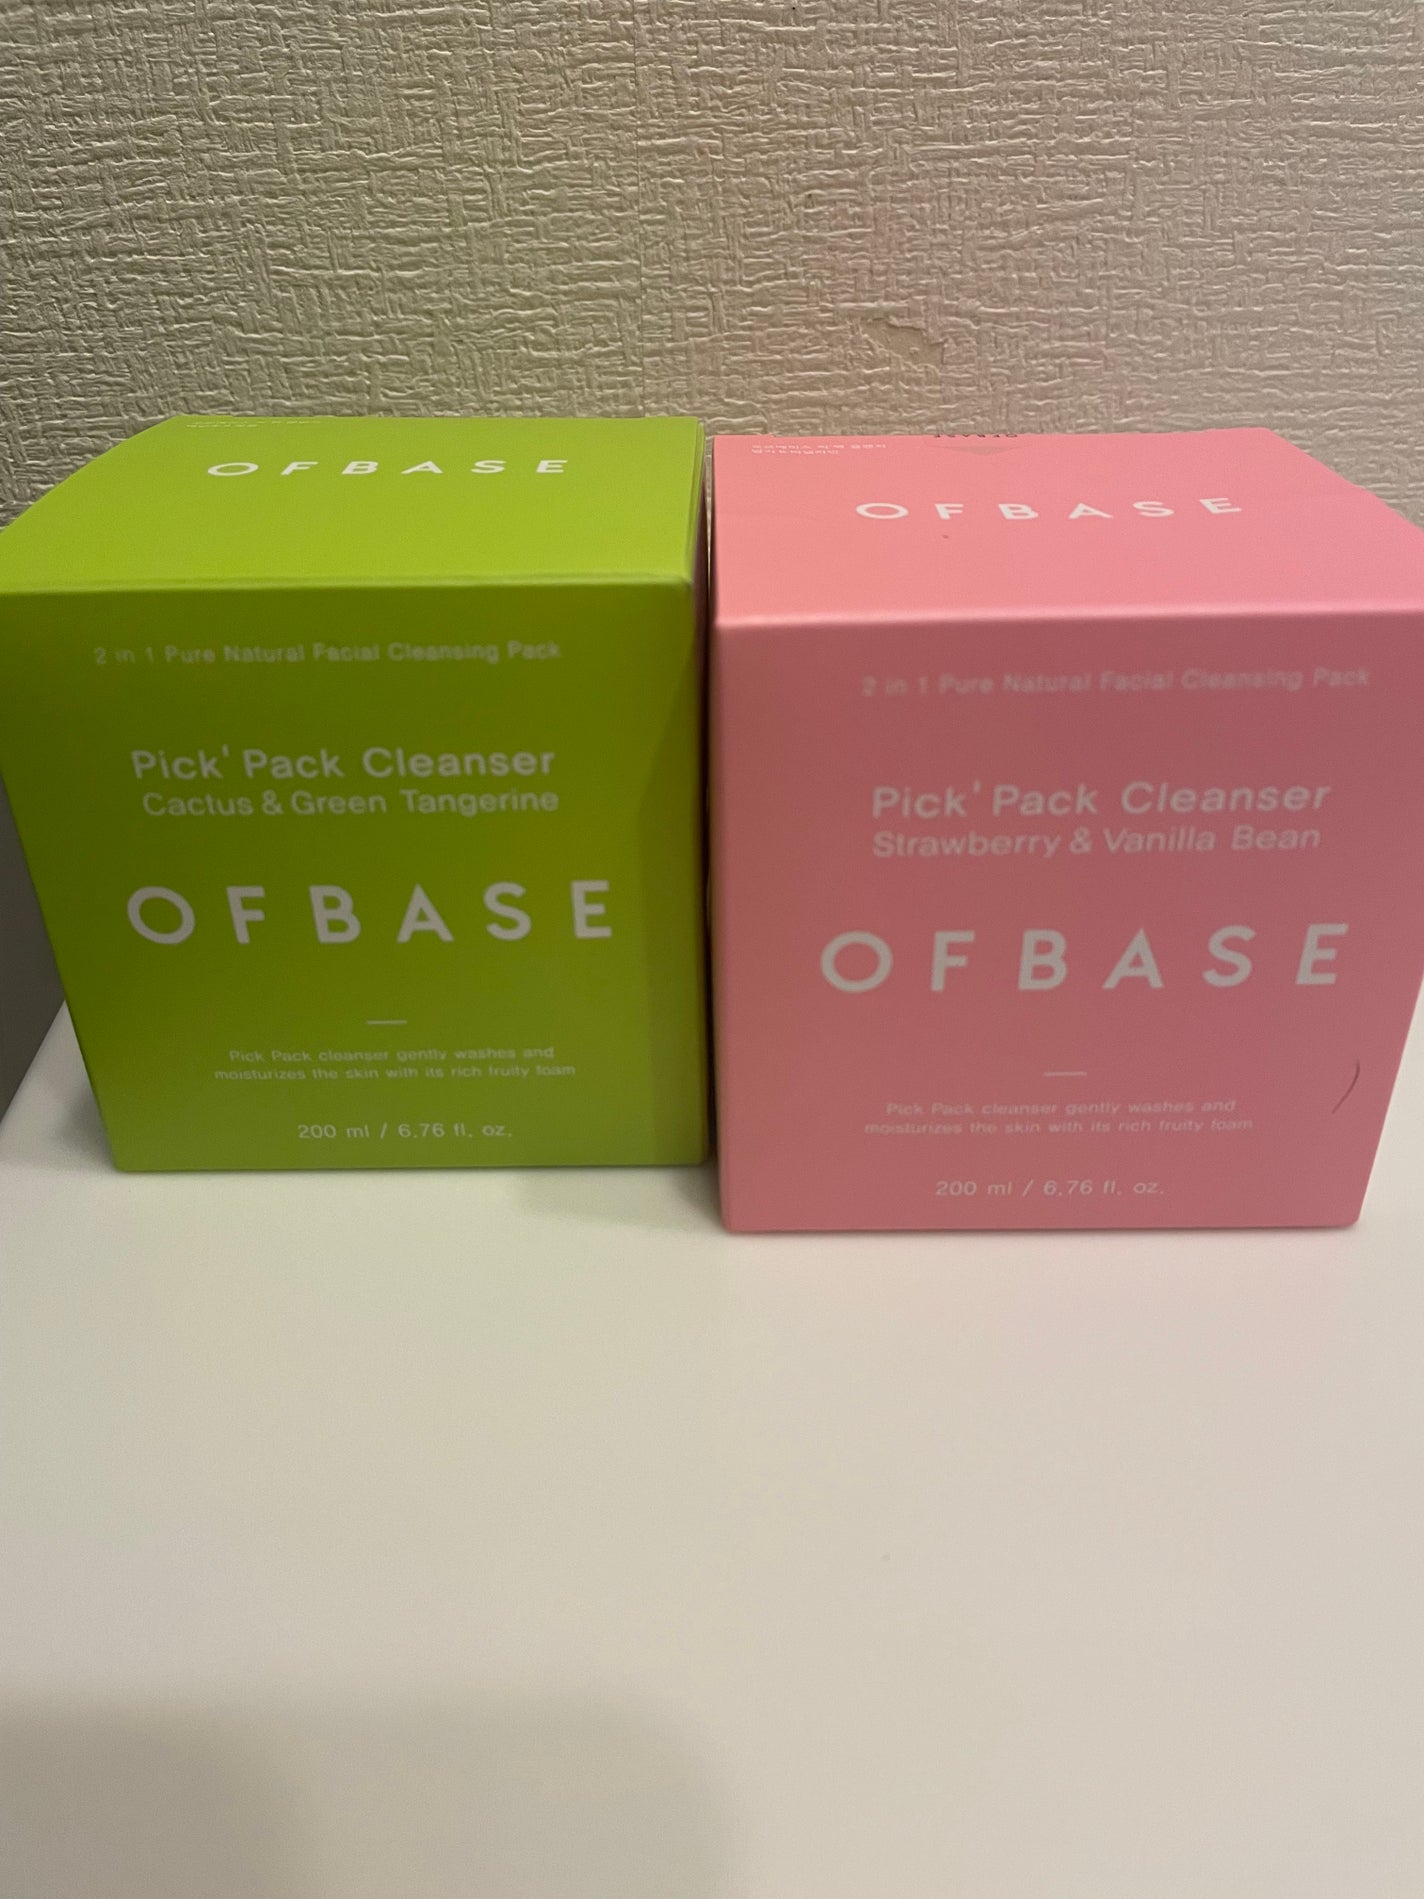 OFBASE
2 in 1 Pure Natural Facial Cleansing Pack
Pick' Pack Cleanser
Cactus & Green Tangerine
OFBASE
Pick Pack cleanser gently washes and
moisturizes the skin with its rich fruity foam
200 ml / 6.76 fl. oz.
OFBASE
OFBASE
2 in 1 Pure Natural Facial Cleansing Pack
Pick' Pack Cleanser
Strawberry & Vanilla Bean
OFBASE
Pick Pack cleanser gently washes and
moisturizes the skin with its rich fruity foam
200 ml / 6.76 fl. oz.